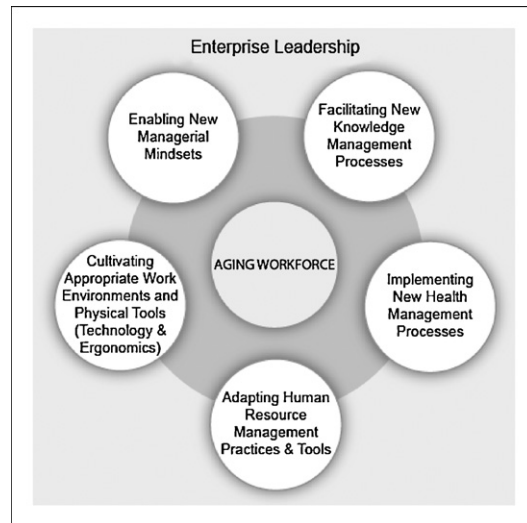 Enterprise Leadership
Enabling New
Managerial
Mindsets
Facilitating New
Knowledge
Management
Processes
AGING WORKFORCE
Cultivating
Appropriate Work
Environments and
Physical Tools
(Technology &
Ergonomics)
Implementing
New Health
Management
Processes
Adapting Human
Resource
Management
Practices & Tools